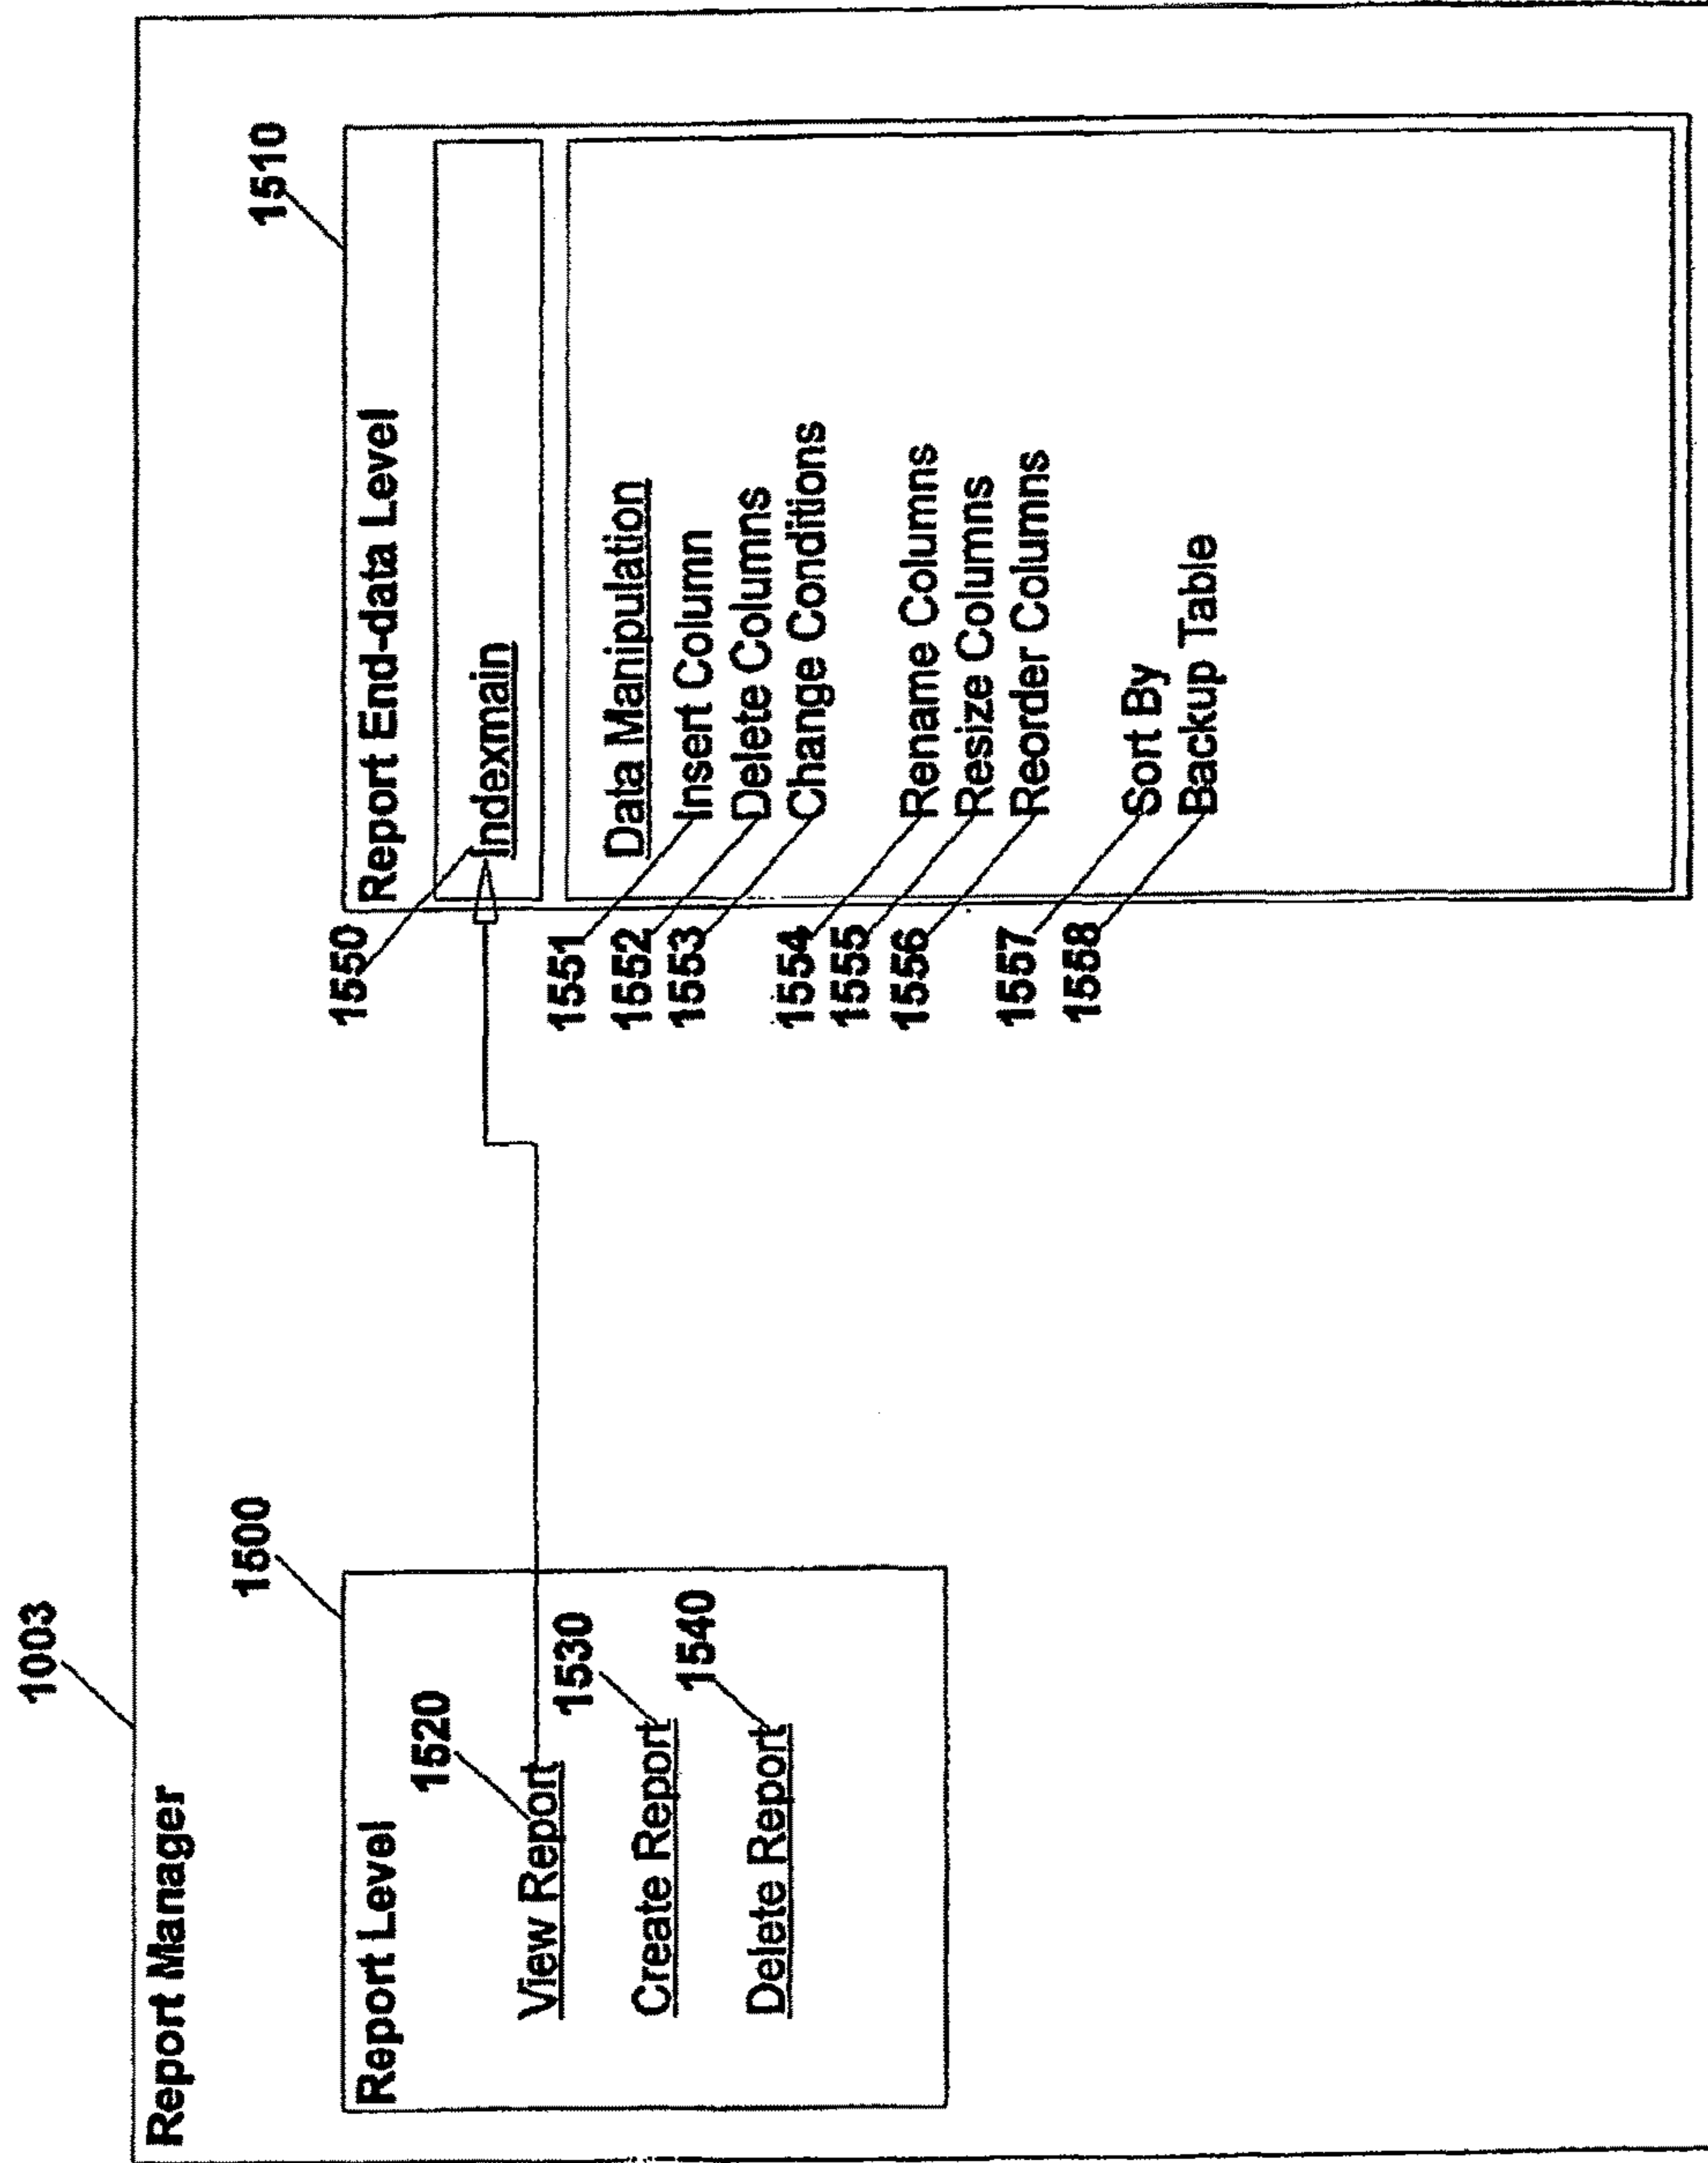 1003
Report Manager
1500
Report Level
1520
View Report
1530
Create Report
1540
Delete Report
1510
Report End-data Level
1550
Indexmain
Data Manipulation
1551
Insert Column
1552
Delete Columns
1553
Change Conditions
1554
Rename Columns
1555
Resize Columns
1556
Reorder Columns
1557
Sort By
1558
Backup Table